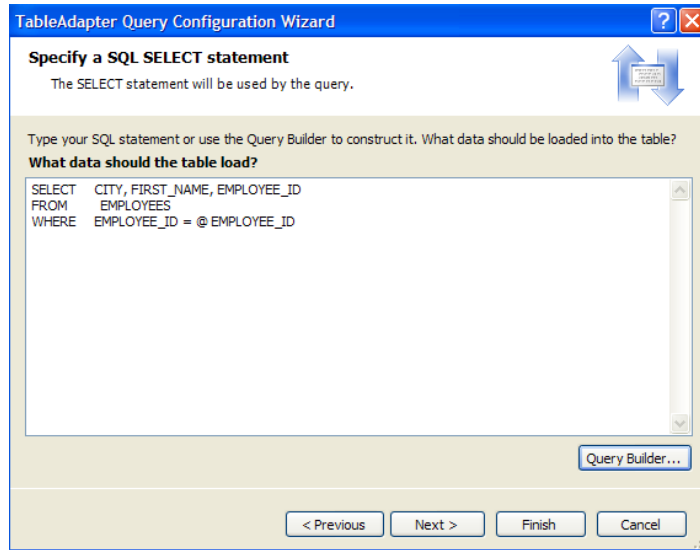 TableAdapter Query Configuration Wizard
Specify a SQL SELECT statement
The SELECT statement will be used by the query.
Type your SQL statement or use the Query Builder to construct it. What data should be loaded into the table?
What data should the table load?
SELECT CITY, FIRST_NAME, EMPLOYEE_ID
FROM EMPLOYEES
WHERE EMPLOYEE_ID = @ EMPLOYEE_ID
Query Builder...
< Previous Next > Finish Cancel